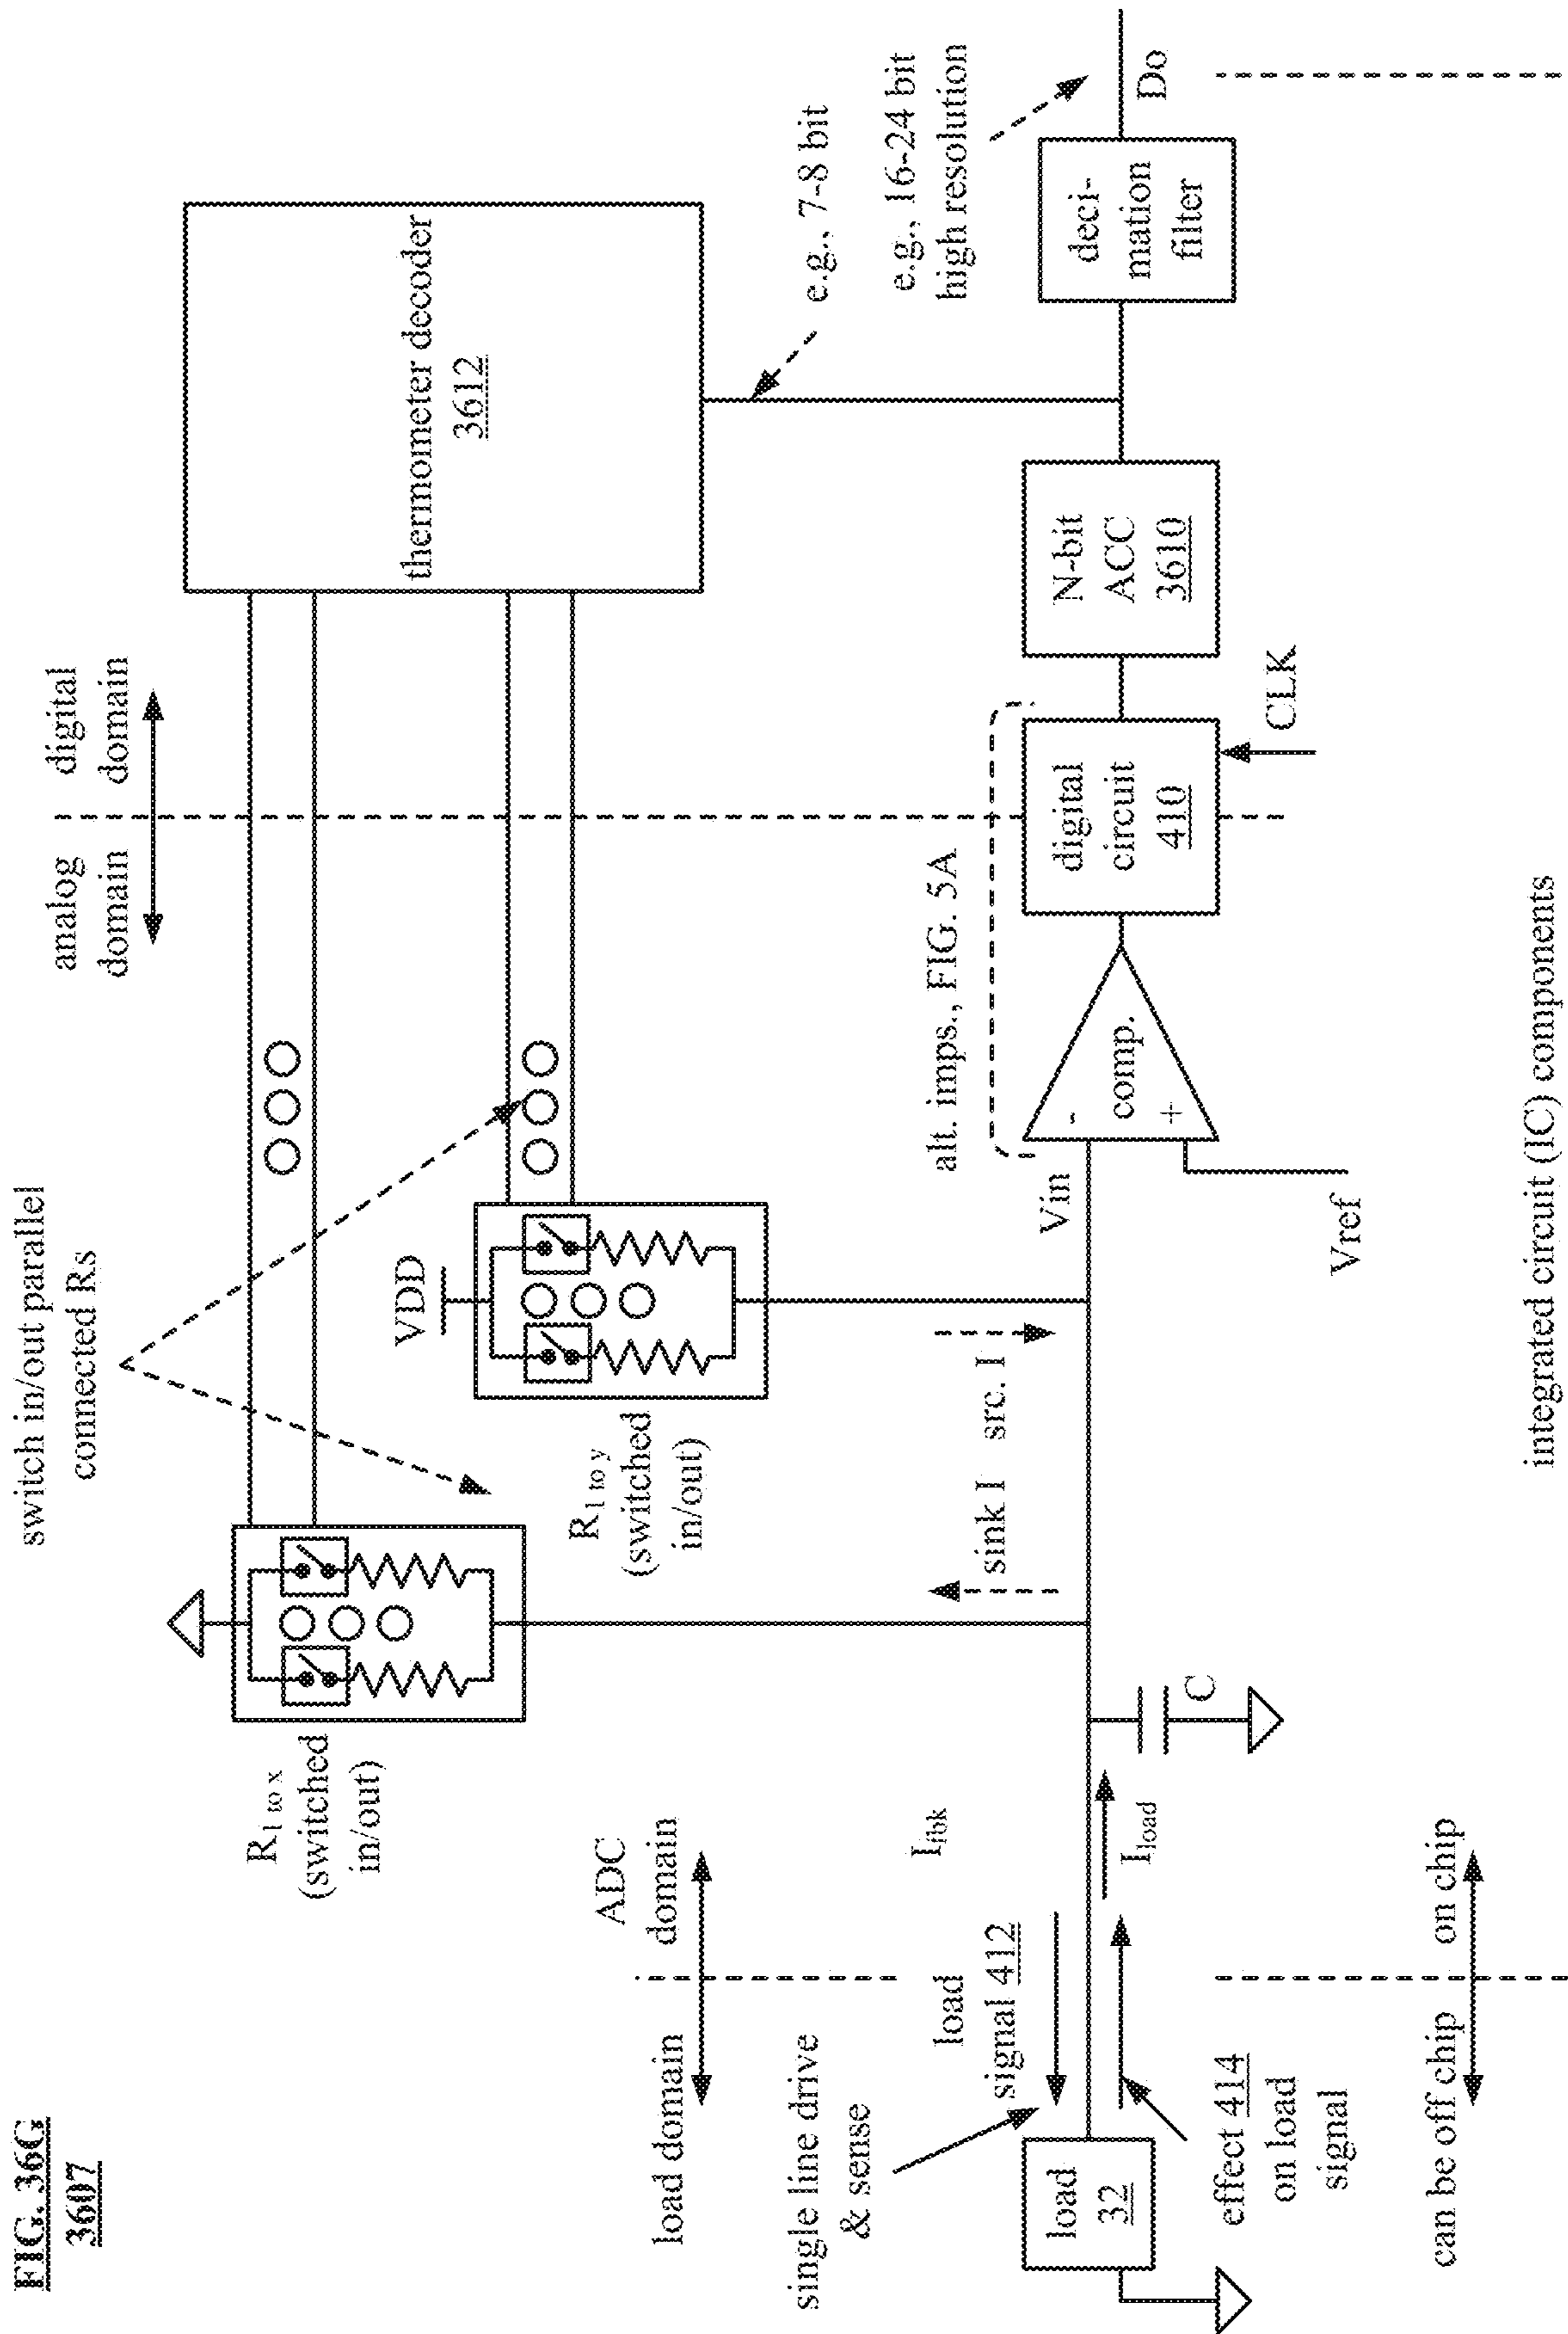 FIG. 36G
3607
switch in/out parallel
connected Rs
analog
domain
digital
domain
R1 to x
(switched
in/out)
VDD
R1 to y
(switched
in/out)
thermometer decoder
3612
e.g., 7-8 bit
e.g., 16-24 bit
high resolution
load domain
ADC
domain
single line drive
& sense
load
signal 412
Ifbk
sink I
src. I
alt. imps., FIG. 5A
load
32
effect 414
on load
signal
Iload
C
Vin
-
comp.
+
Vref
digital
circuit
410
CLK
N-bit
ACC
3610
deci-
mation
filter
Do
can be off chip
on chip
integrated circuit (IC) components